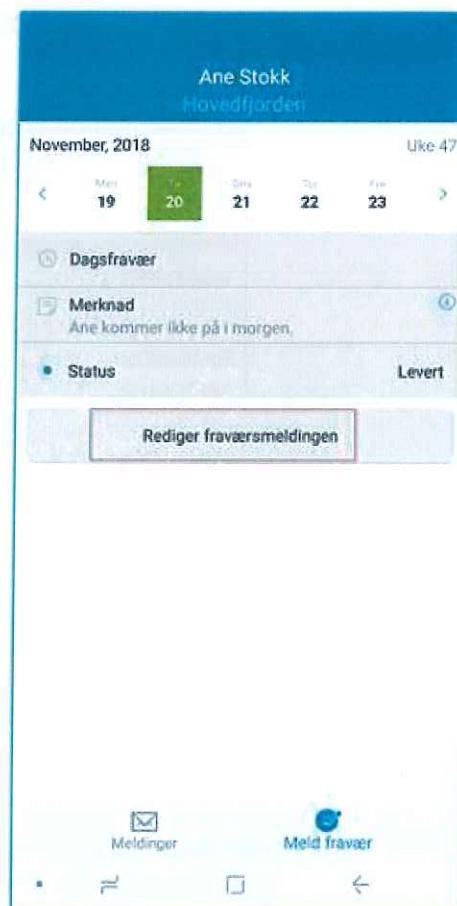 Ane Stokk
Hovedfjorden
November, 2018 Uke 47
Man Tir Ons Tor Fre
< 19 20 21 22 23 >
Dagsfravær
Merknad
Ane kommer ikke på i morgen.
Status Levert
Rediger fraværsmeldingen
Meldinger Meld fravær